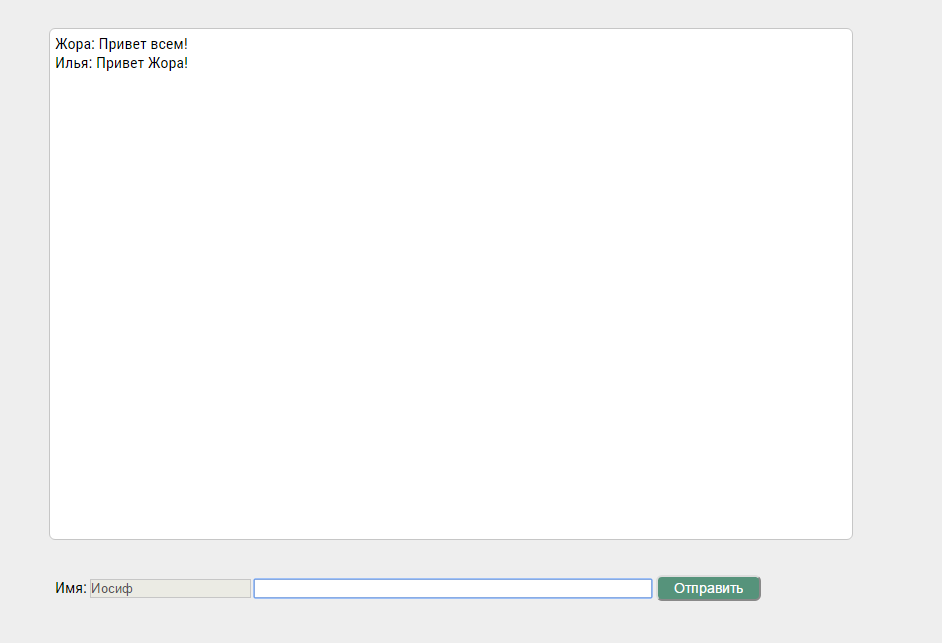 Жора: Привет всем!
Илья: Привет Жора!
Имя: Иосиф Отправить